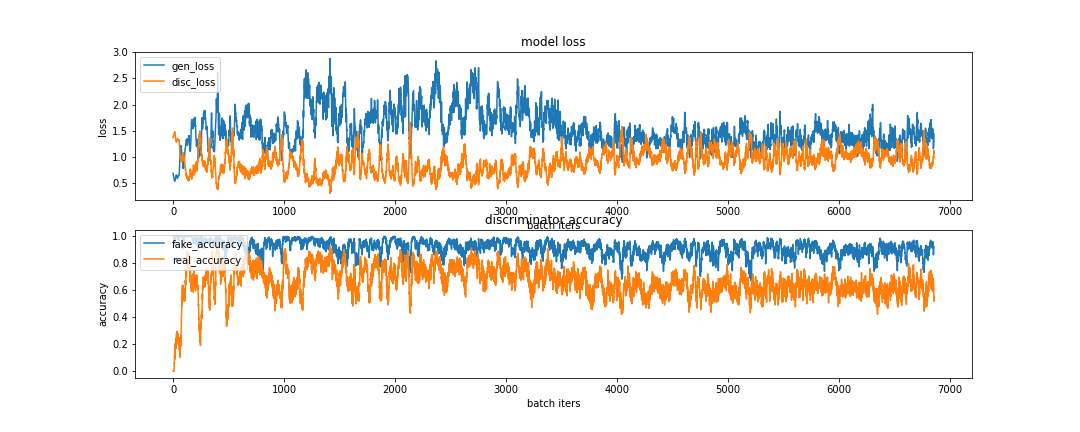 model loss
3.0
2.5
2.0
1.5
1.0
0.5
loss
gen_loss
disc_loss
0 1000 2000 3000 4000 5000 6000 7000
batch iters
discriminator accuracy
1.0
0.8
0.6
0.4
0.2
0.0
accuracy
fake_accuracy
real_accuracy
0 1000 2000 3000 4000 5000 6000 7000
batch iters